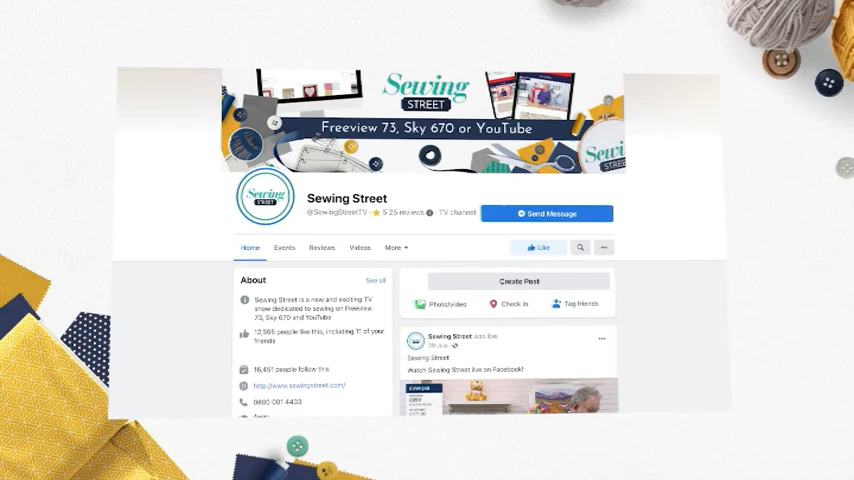 Sewing
STREET
Freeview 73, Sky 670 or YouTube
Sewing
STREET
Sewing Street
@SewingStreetTV · 5 25 reviews · TV channel
Send Message
Home Events Reviews Videos More
Like
About See all
Sewing Street is a new and exciting TV
show dedicated to sewing on Freeview
73, Sky 670 and YouTube
12,595 people like this, including 11 of your
friends
16,451 people follow this
http://www.sewingstreet.com/
0800 001 4433
Create Post
Photo/video Check in Tag friends
Sewing Street was live.
29 July
Sewing Street
Watch Sewing Street live on Facebook!